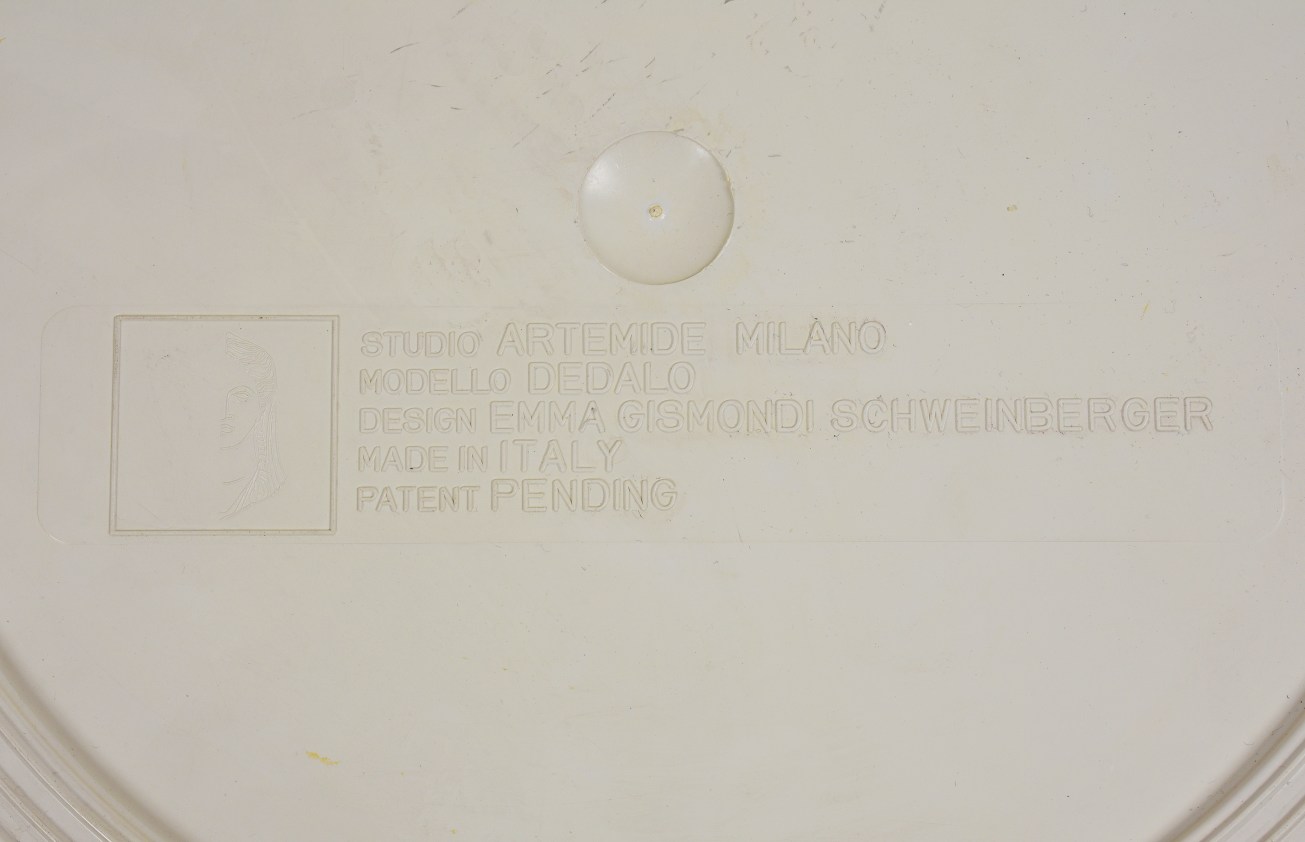 STUDIO ARTEMIDE MILANO
MODELLO DEDALO
DESIGN EMMA GISMONDI SCHWEINBERGER
MADE IN ITALY
PATENT PENDING